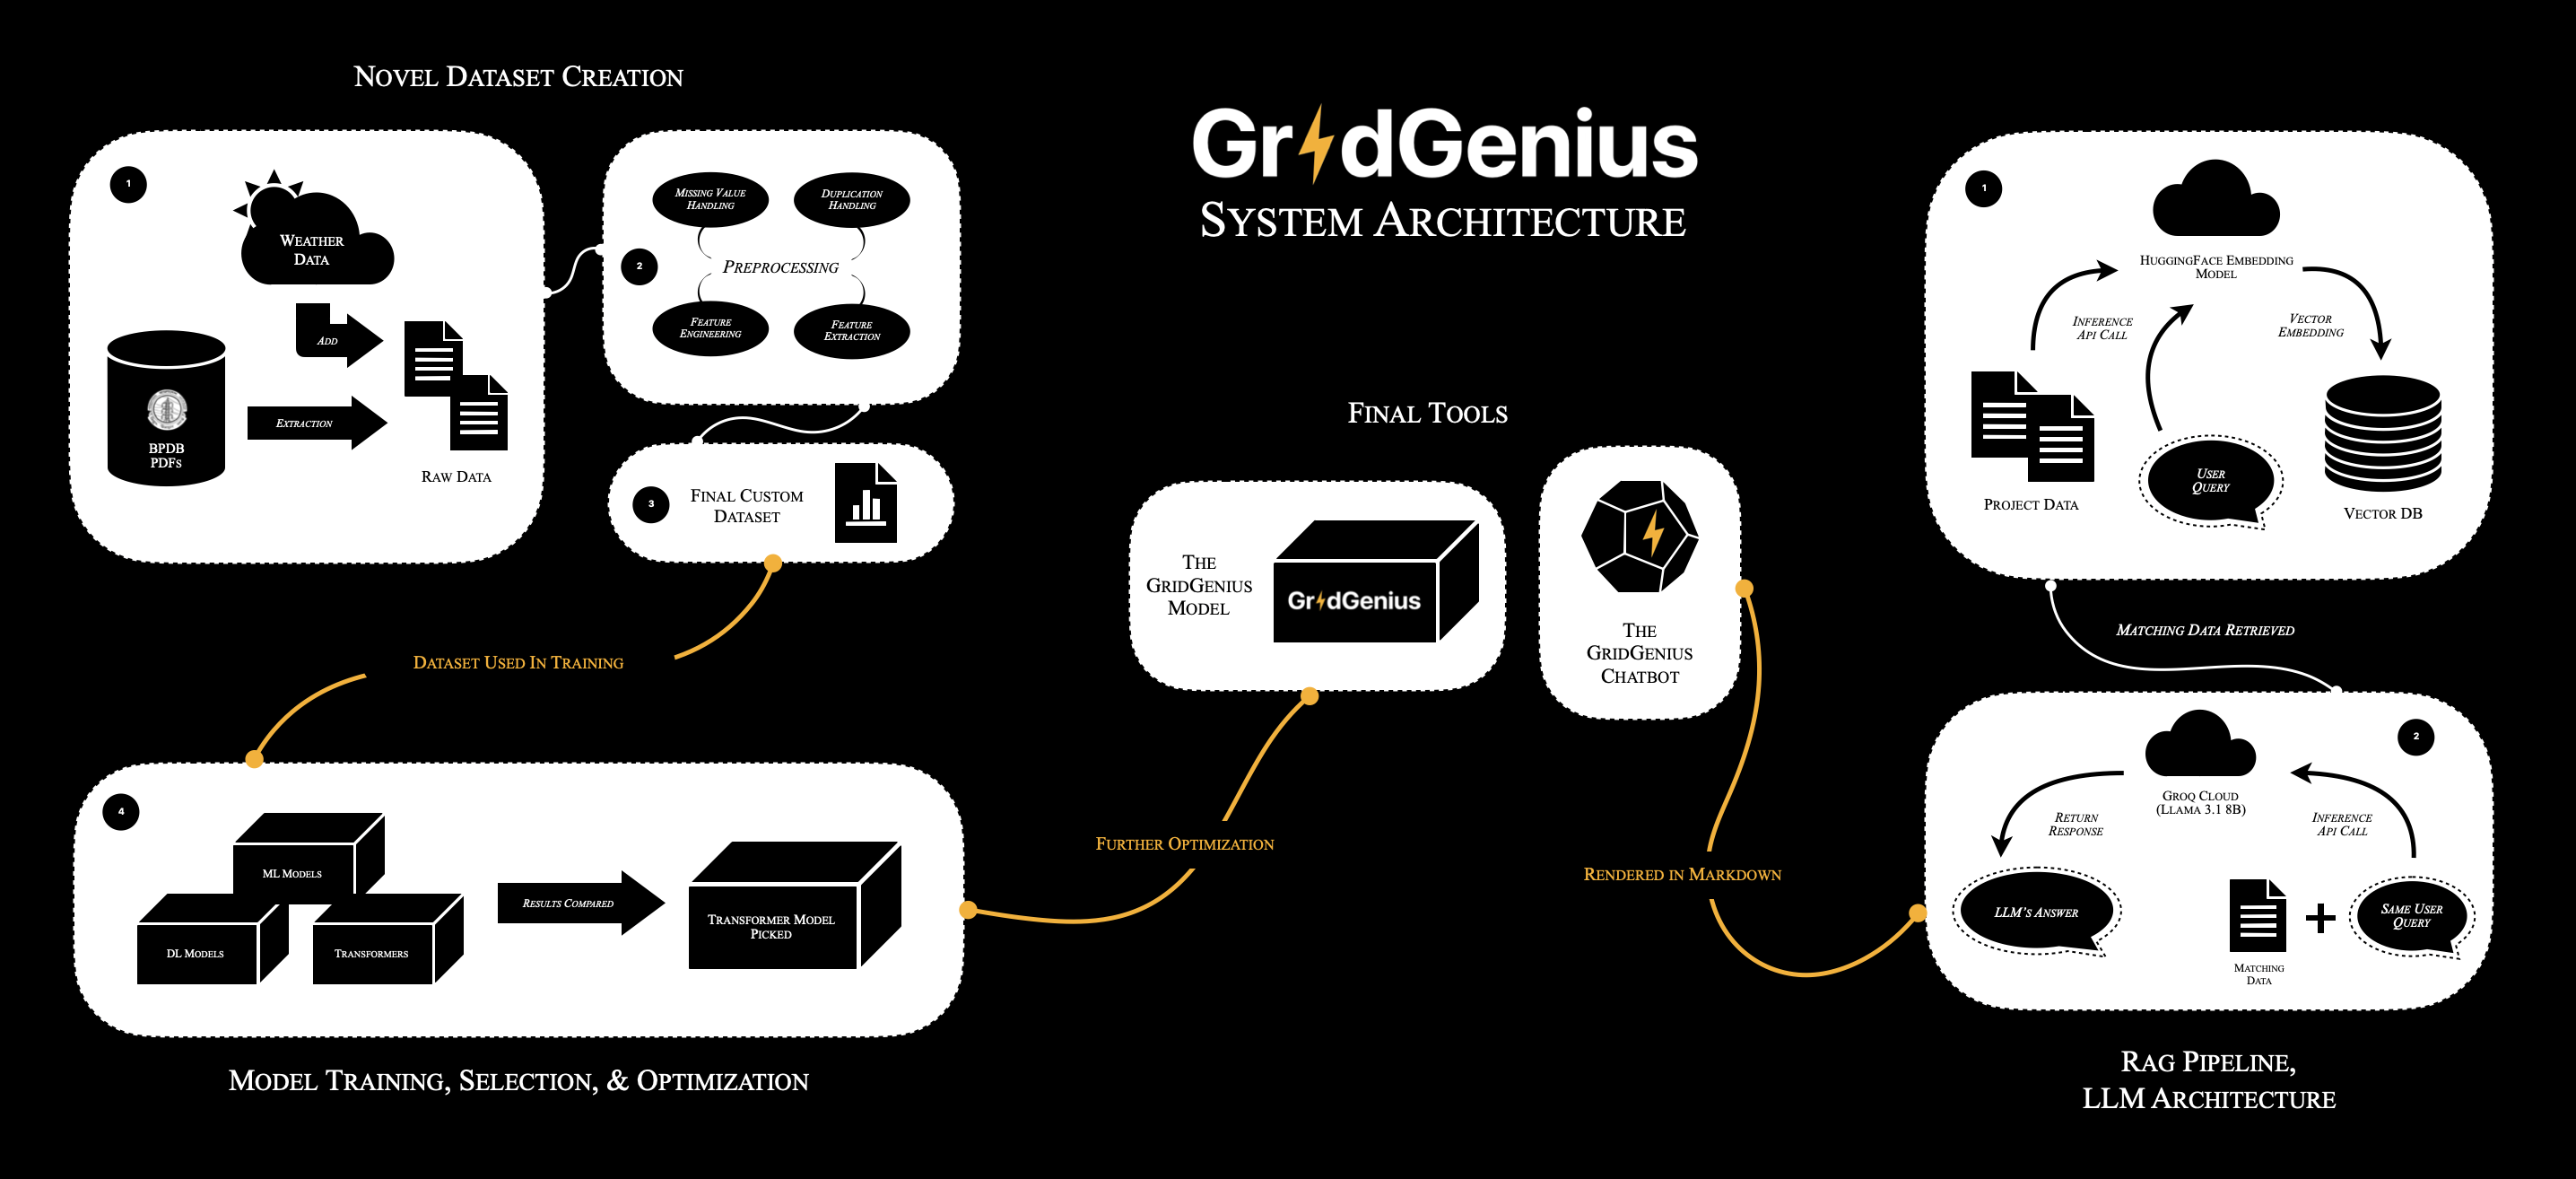 Novel Dataset Creation
1
Weather
Data
Add
BPDB
PDFs
Extraction
Raw Data
2
Missing Value
Handling
Duplication
Handling
Preprocessing
Feature
Engineering
Feature
Extraction
3
Final Custom
Dataset
Dataset Used In Training
4
ML Models
DL Models
Transformers
Results Compared
Transformer Model
Picked
Model Training, Selection, & Optimization
GridGenius
System Architecture
Final Tools
The
GridGenius
Model
GridGenius
The
GridGenius
Chatbot
Further Optimization
Rendered in Markdown
1
HuggingFace Embedding
Model
Inference
Api Call
Vector
Embedding
Project Data
User
Query
Vector DB
Matching Data Retrieved
2
Groq Cloud
(Llama 3.1 8B)
Return
Response
Inference
Api Call
LLM's Answer
Matching
Data
+
Same User
Query
Rag Pipeline,
LLM Architecture